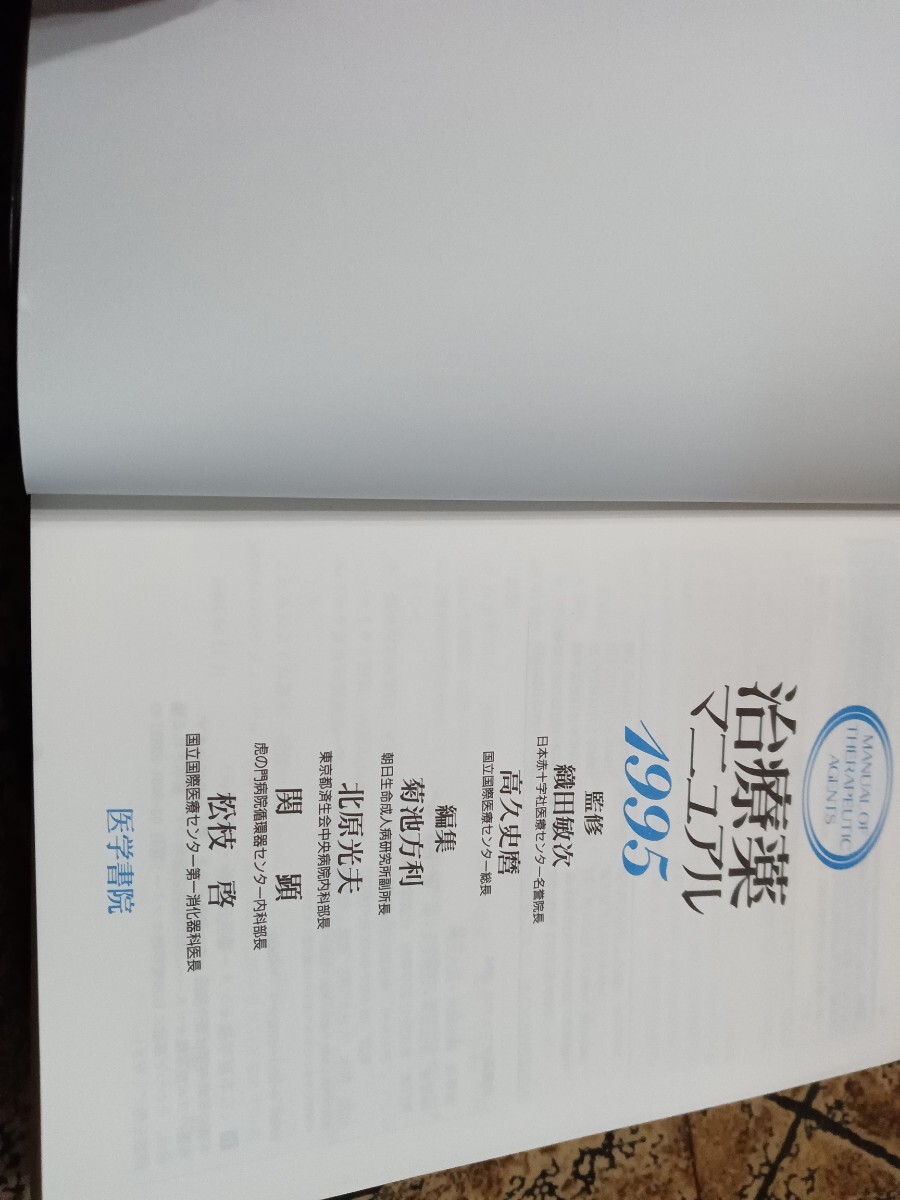 MANUAL OF
THERAPEUTIC
AGENTS
治療薬
マニュアル
1995
監修
織田敏次
日本赤十字社医療センター名誉院長
高久史麿
国立国際医療センター総長
編集
菊池方利
朝日生命成人病研究所副所長
北原光夫
東京都済生会中央病院内科部長
関　顕
虎の門病院循環器センター内科部長
松枝　啓
国立国際医療センター第一消化器科医長
医学書院